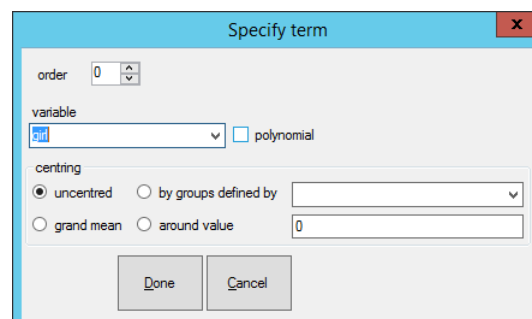 Specify term
x
order 0
variable
girl
polynomial
centring
uncentred by groups defined by
grand mean around value 0
Done Cancel